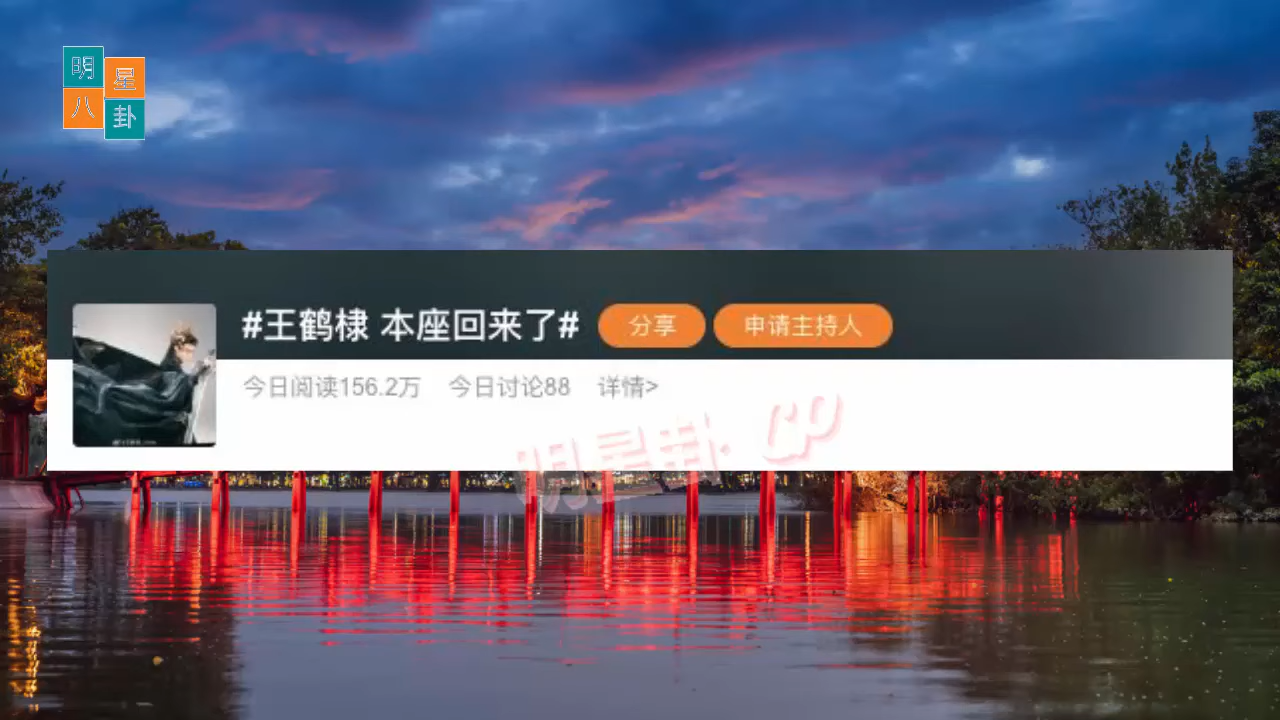 明星
八卦
#王鹤棣 本座回来了# 分享 申请主持人
今日阅读156.2万 今日讨论88 详情>
明星卦·CP